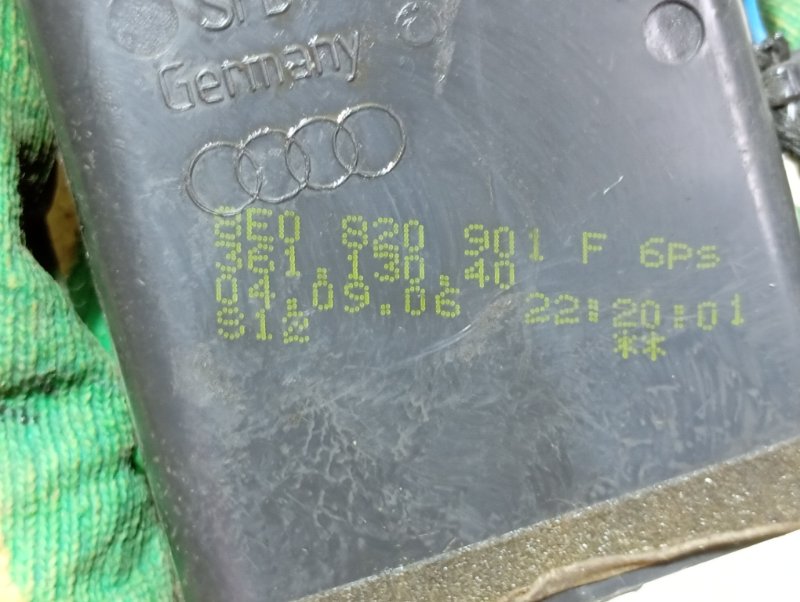 Germany
8E0 820 901 F 6Ps
361.130.40
04.09.06 22:20:01
S12 **